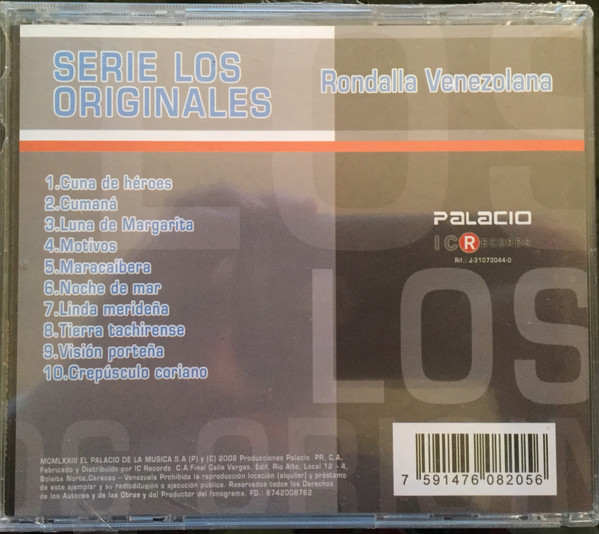 SERIE LOS
ORIGINALES
Rondalla Venezolana
1.Cuna de héroes
2.Cumaná
3.Luna de Margarita
4.Motivos
5.Maracaibera
6.Noche de mar
7.Linda merideña
8.Tierra tachirense
9.Visión porteña
10.Crepúsculo coriano
PALACIO
ICRECORDS
Rif.: J-31073044-0
LOS
LOS
MCMLXXIII EL PALACIO DE LA MUSICA S.A (P) y (C) 2008 Producciones Palacio PR, C.A.
Fabricado y Distribuido por IC Records C.A.Final Calle Vargas, Edif. Rio Alto, Local 12 - 4,
Boleita Norte,Caracas - Venezuela Prohibida la reproducción locación (alquiler) y préstamo
de este ejemplar y su radiodifusión o ejecución pública. Reservados todos los Derechos
de los Autores y de las Obras y del Productor del fonograma. F.D.: 8742008762
7 591476 082056